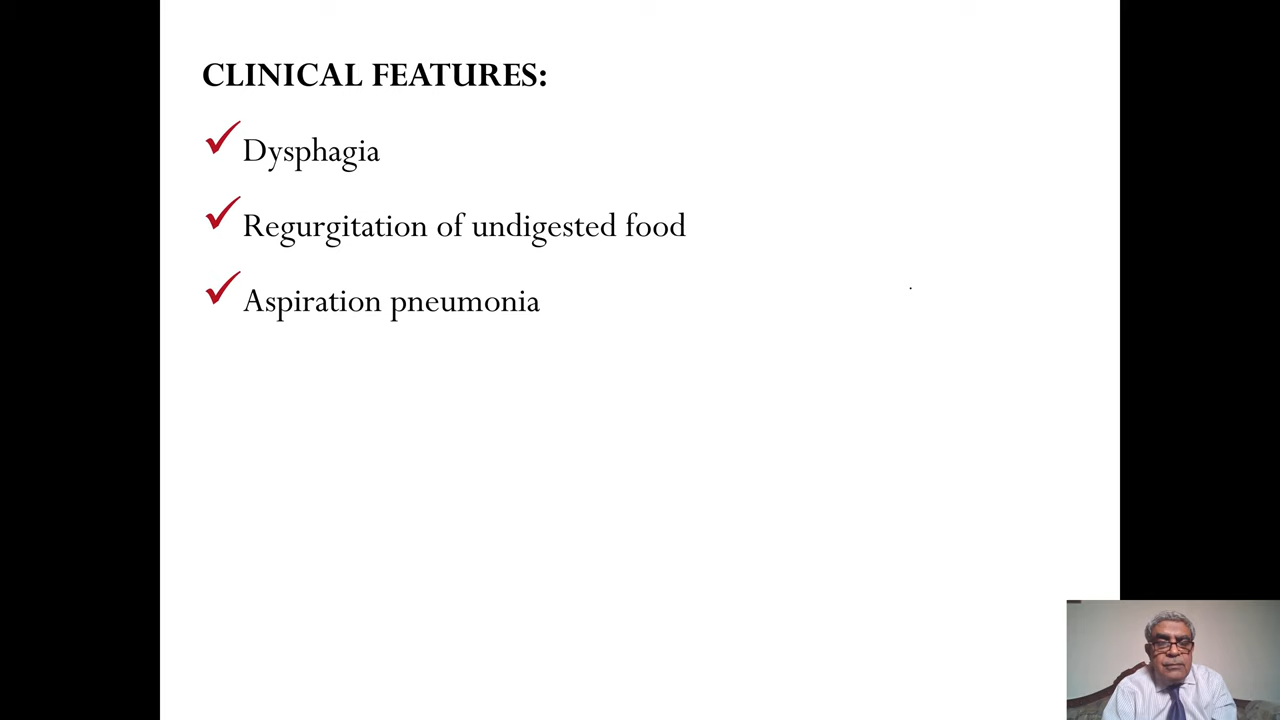 CLINICAL FEATURES:
Dysphagia
Regurgitation of undigested food
Aspiration pneumonia